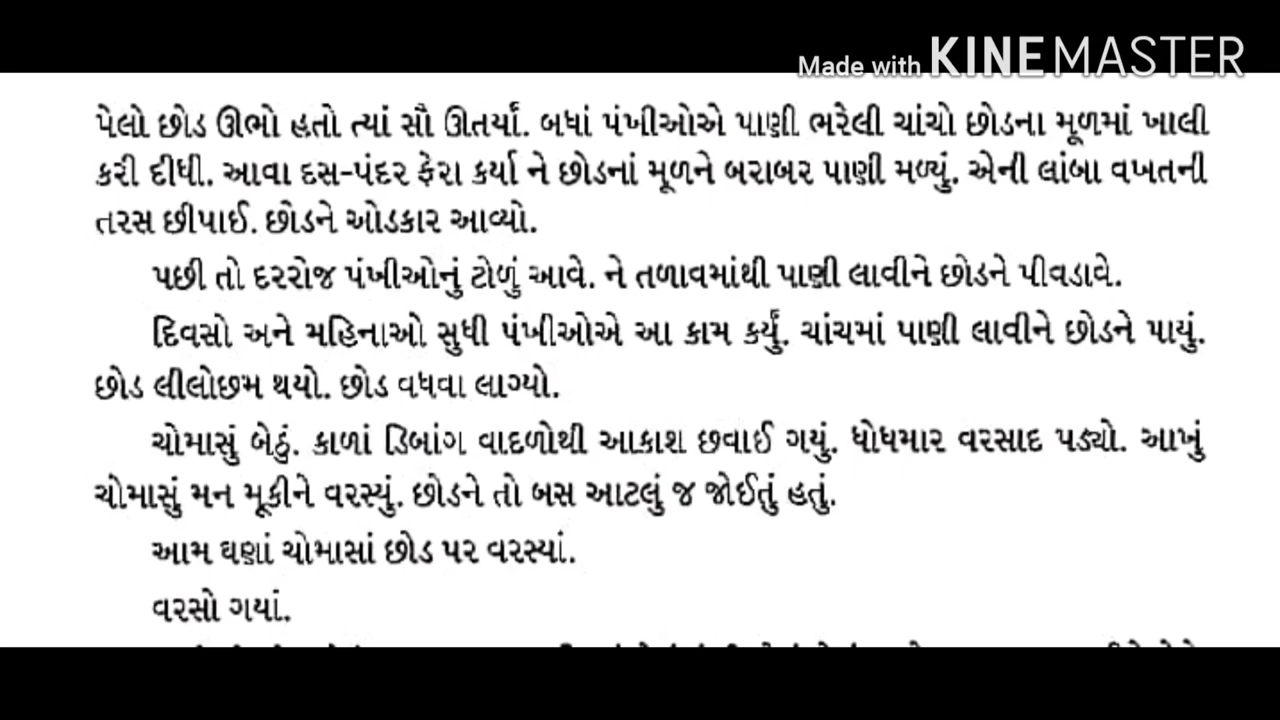 Made with KINEMASTER
પેલો છોડ ઊભો હતો ત્યાં સૌ ઊતર્યાં. બધાં પંખીઓએ પાણી ભરેલી ચાંચો છોડના મૂળમાં ખાલી
કરી દીધી. આવા દસ-પંદર ફેરા કર્યા ને છોડનાં મૂળને બરાબર પાણી મળ્યું. એની લાંબા વખતની
તરસ છીપાઈ. છોડને ઓડકાર આવ્યો.
પછી તો દરરોજ પંખીઓનું ટોળું આવે. ને તળાવમાંથી પાણી લાવીને છોડને પીવડાવે.
દિવસો અને મહિનાઓ સુધી પંખીઓએ આ કામ કર્યું. ચાંચમાં પાણી લાવીને છોડને પાયું.
છોડ લીલોછમ થયો. છોડ વધવા લાગ્યો.
ચોમાસું બેઠું. કાળાં ડિબાંગ વાદળોથી આકાશ છવાઈ ગયું. ધોધમાર વરસાદ પડ્યો. આખું
ચોમાસું મન મૂકીને વરસ્યું. છોડને તો બસ આટલું જ જોઈતું હતું.
આમ ઘણાં ચોમાસાં છોડ પર વરસ્યાં.
વરસો ગયાં.